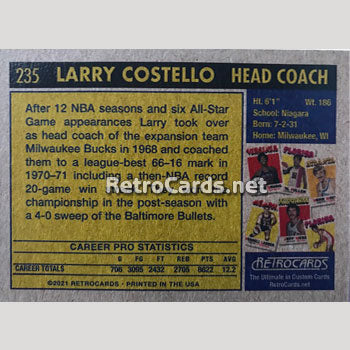 235 LARRY COSTELLO HEAD COACH
After 12 NBA seasons and six All-Star
Game appearances Larry took over
as head coach of the expansion team
Milwaukee Bucks in 1968 and coached
them to a league-best 66-16 mark in
1970–71 including a then-NBA record
20-game win
championship in the post-season with
a 4-0 sweep of the Baltimore Bullets.
Ht. 6'1" Wt. 186
School: Niagara
Born: 7-2-31
Home: Milwaukee, WI
RetroCards.net
CAREER PRO STATISTICS
G FG FT REB PTS AVG
CAREER TOTALS 706 3095 2432 2705 8622 12.2
©2021 RETROCARDS - PRINTED IN THE USA
RETROCARDS
The Ultimate in Custom Cards
RETROCARDS.NET